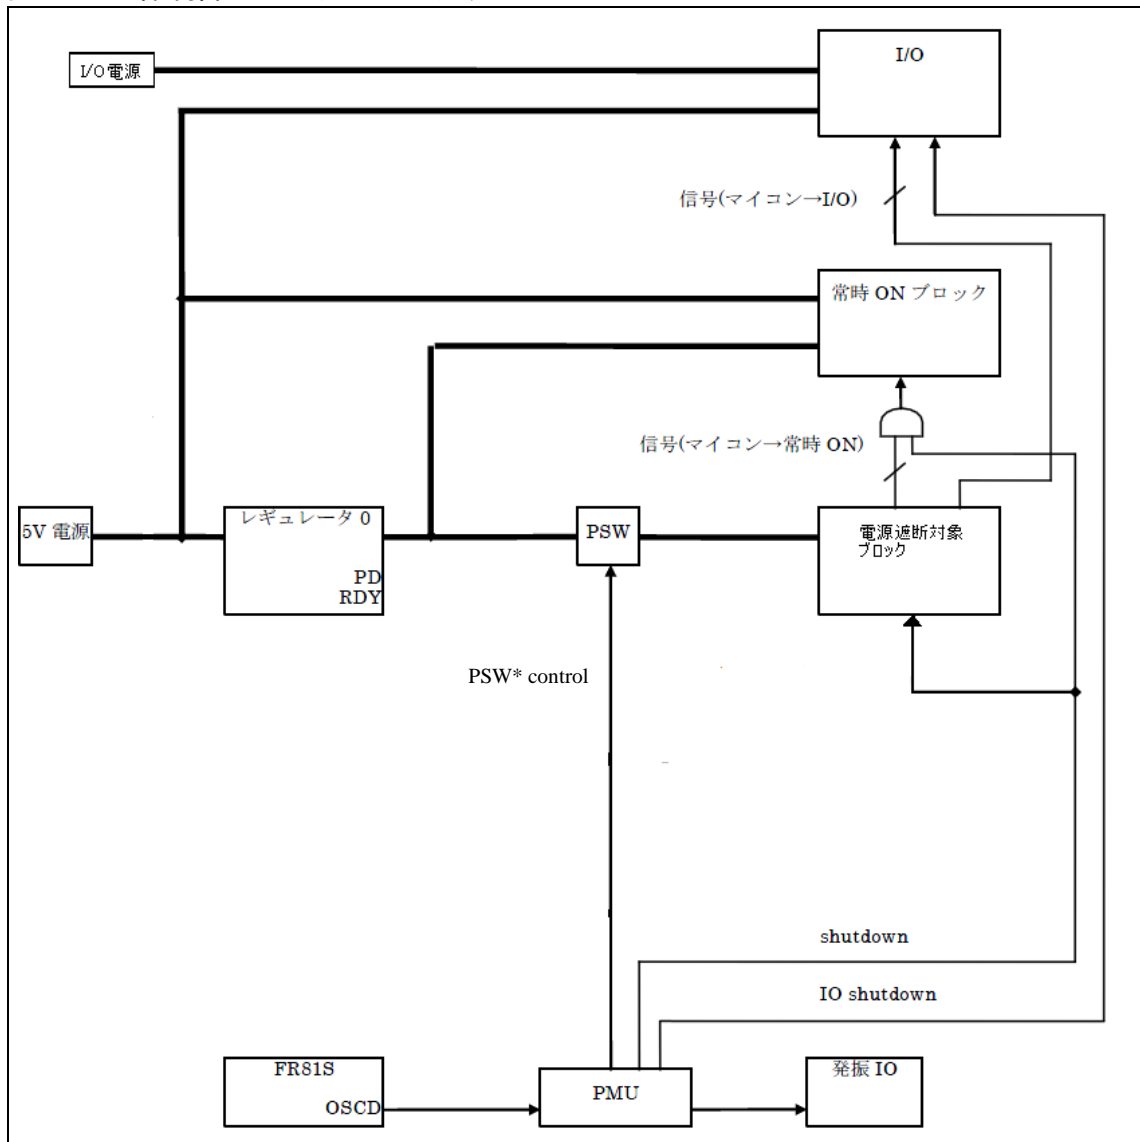 I/O
I/O電源
信号(マイコン→I/O)
常時 ON ブロック
信号(マイコン→常時 ON)
5V 電源
レギュレータ 0
PD
RDY
PSW
電源遮断対象
ブロック
PSW* control
shutdown
IO shutdown
FR81S
OSCD
PMU
発振 IO